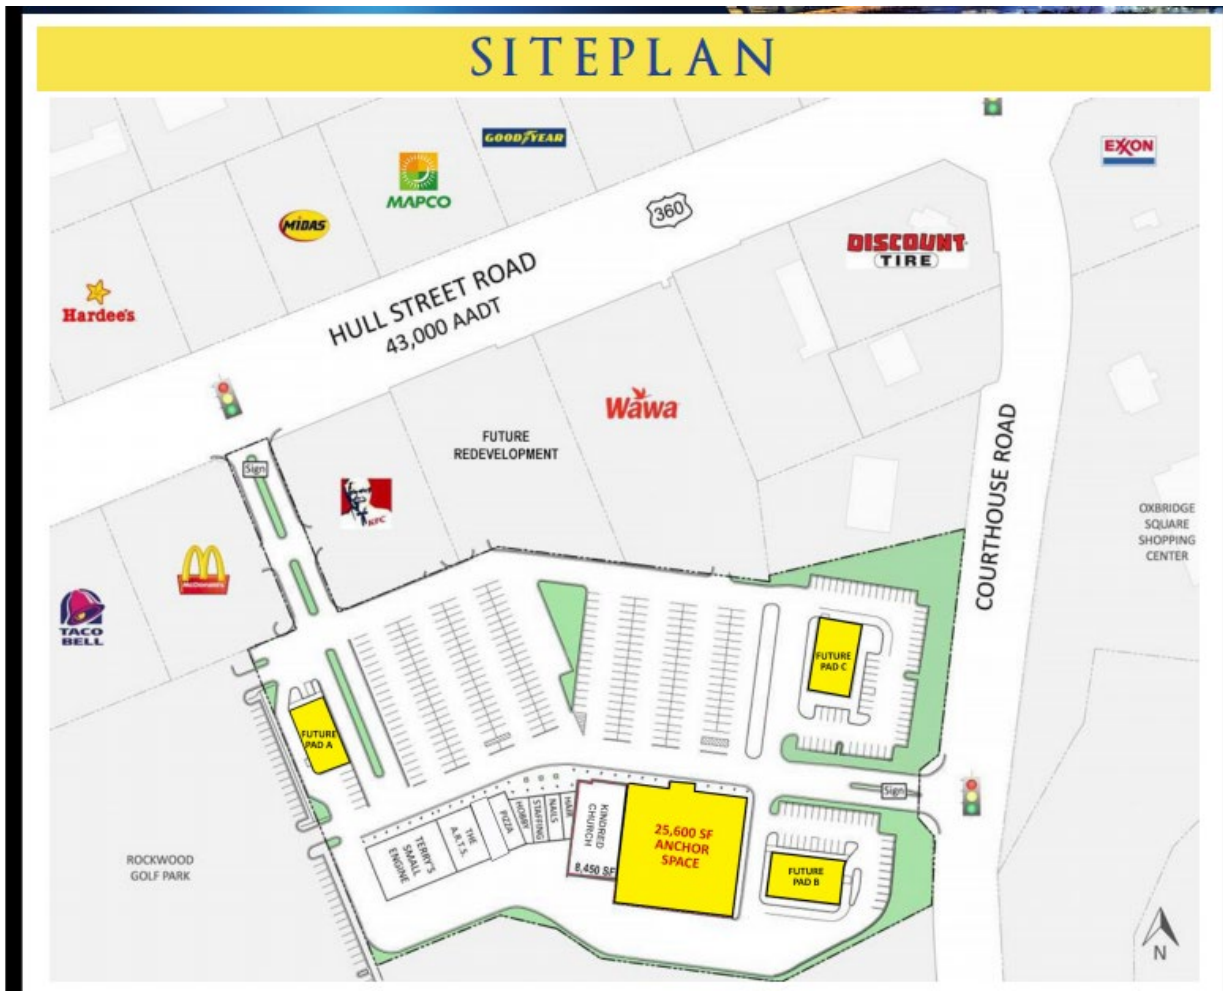 SITEPLAN
GOODYEAR
EXXON
MAPCO
MIDAS
360
DISCOUNT
TIRE
Hardee's
HULL STREET ROAD
43,000 AADT
Wawa
FUTURE
REDEVELOPMENT
COURTHOUSE ROAD
Sign
KFC
OXBRIDGE
SQUARE
SHOPPING
CENTER
McDonald's
TACO
BELL
FUTURE
PAD C
FUTURE
PAD A
Sign
PIZZA
HOBBY
STAFFING
NAILS
HAIR
KINDRED
CHURCH
8,450 SF
25,600 SF
ANCHOR
SPACE
THE
A.R.T.S.
TERRY'S
SMALL
ENGINE
FUTURE
PAD B
ROCKWOOD
GOLF PARK
N